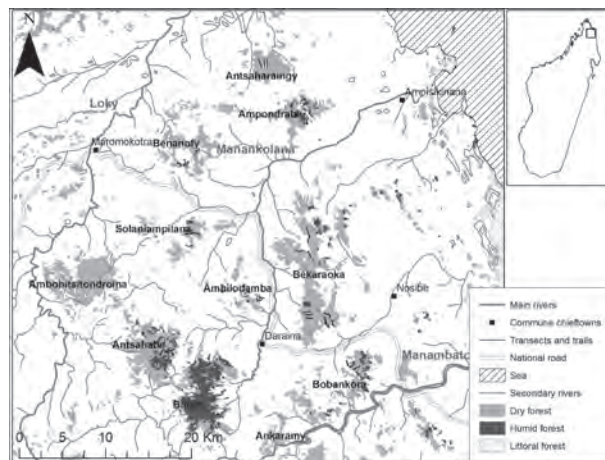 N
Antsaharaingy
Loky
Ampisikinana
Ampondrabe
Maromokotra
Benanofy
Manankolana
Solaniampilana
Bekaraoka
Ambohitsitondroina
Ambilodamba
Nosibe
Daraina
Antsahabe
Manambato
Bobankora
Ankaramy
0 5 10 20 Km
Main rivers
Commune chieftowns
Transects and trails
National road
Sea
Secondary rivers
Dry forest
Humid forest
Littoral forest